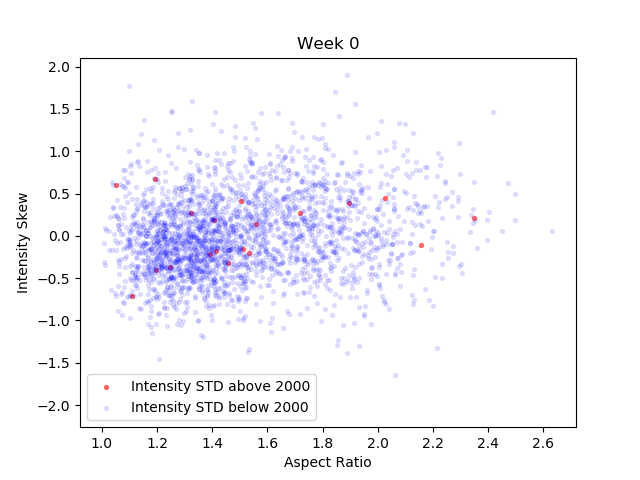 Week 0
2.0
1.5
1.0
0.5
0.0
−0.5
−1.0
−1.5
−2.0
Intensity Skew
Intensity STD above 2000
Intensity STD below 2000
1.0 1.2 1.4 1.6 1.8 2.0 2.2 2.4 2.6
Aspect Ratio